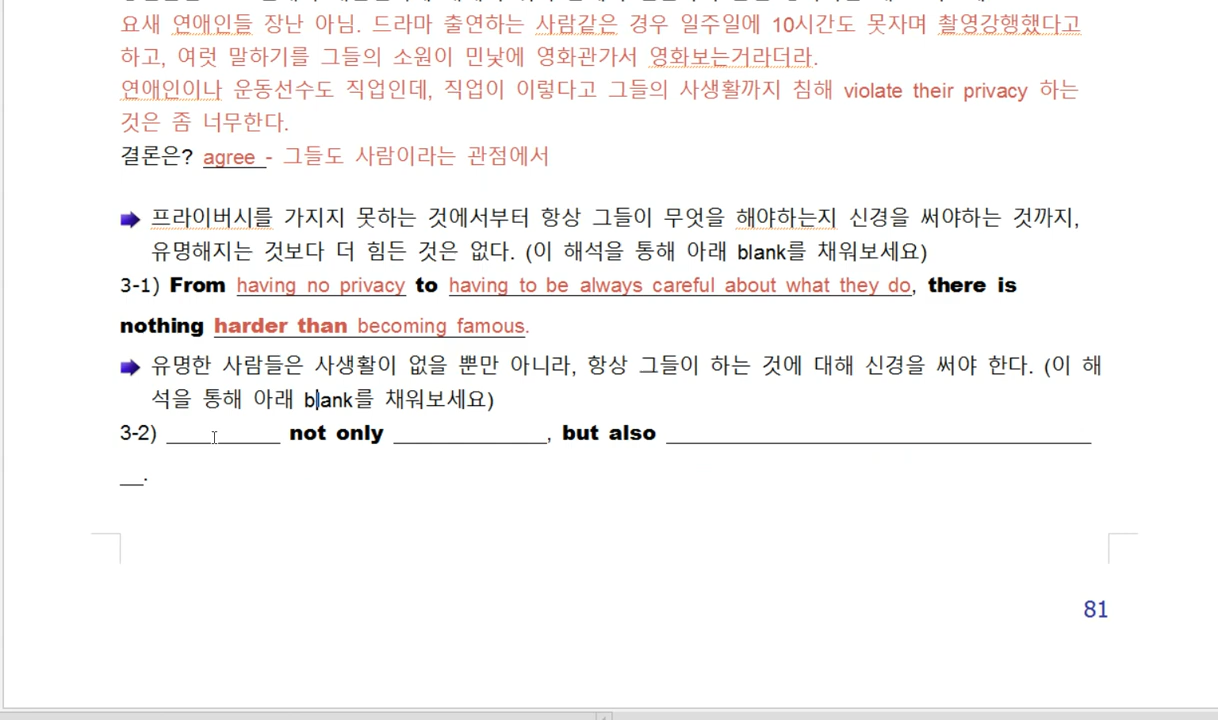 요새 연애인들 장난 아님. 드라마 출연하는 사람같은 경우 일주일에 10시간도 못자며 촬영강행했다고
하고, 여럿 말하기를 그들의 소원이 민낯에 영화관가서 영화보는거라더라.
연애인이나 운동선수도 직업인데, 직업이 이렇다고 그들의 사생활까지 침해 violate their privacy 하는
것은 좀 너무한다.
결론은? agree - 그들도 사람이라는 관점에서
프라이버시를 가지지 못하는 것에서부터 항상 그들이 무엇을 해야하는지 신경을 써야하는 것까지,
유명해지는 것보다 더 힘든 것은 없다. (이 해석을 통해 아래 blank를 채워보세요)
3-1) From having no privacy to having to be always careful about what they do, there is
nothing harder than becoming famous.
유명한 사람들은 사생활이 없을 뿐만 아니라, 항상 그들이 하는 것에 대해 신경을 써야 한다. (이 해
석을 통해 아래 blank를 채워보세요)
3-2) __________ not only _____________, but also ____________________________________
__.
81